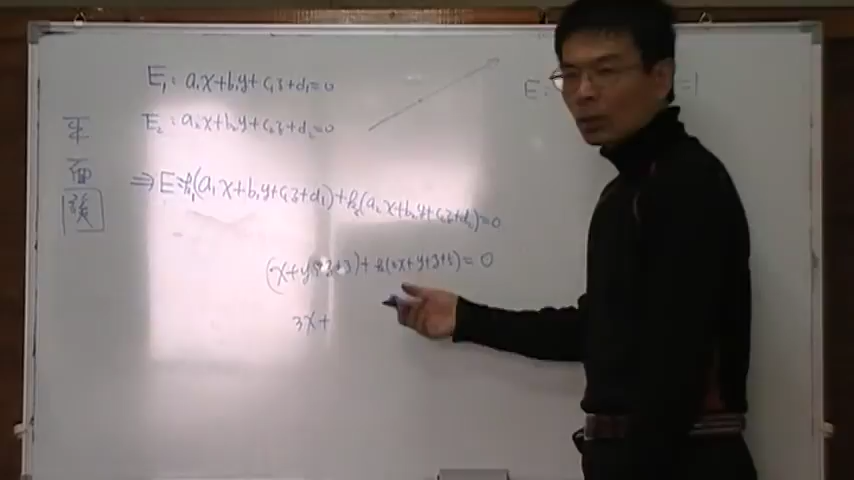 平面族
E₁: a₁x+b₁y+c₁z+d₁=0
E₂: a₂x+b₂y+c₂z+d₂=0
⇒ E: k₁(a₁x+b₁y+c₁z+d₁)+k₂(a₂x+b₂y+c₂z+d₂)=0
3x+
E: =1